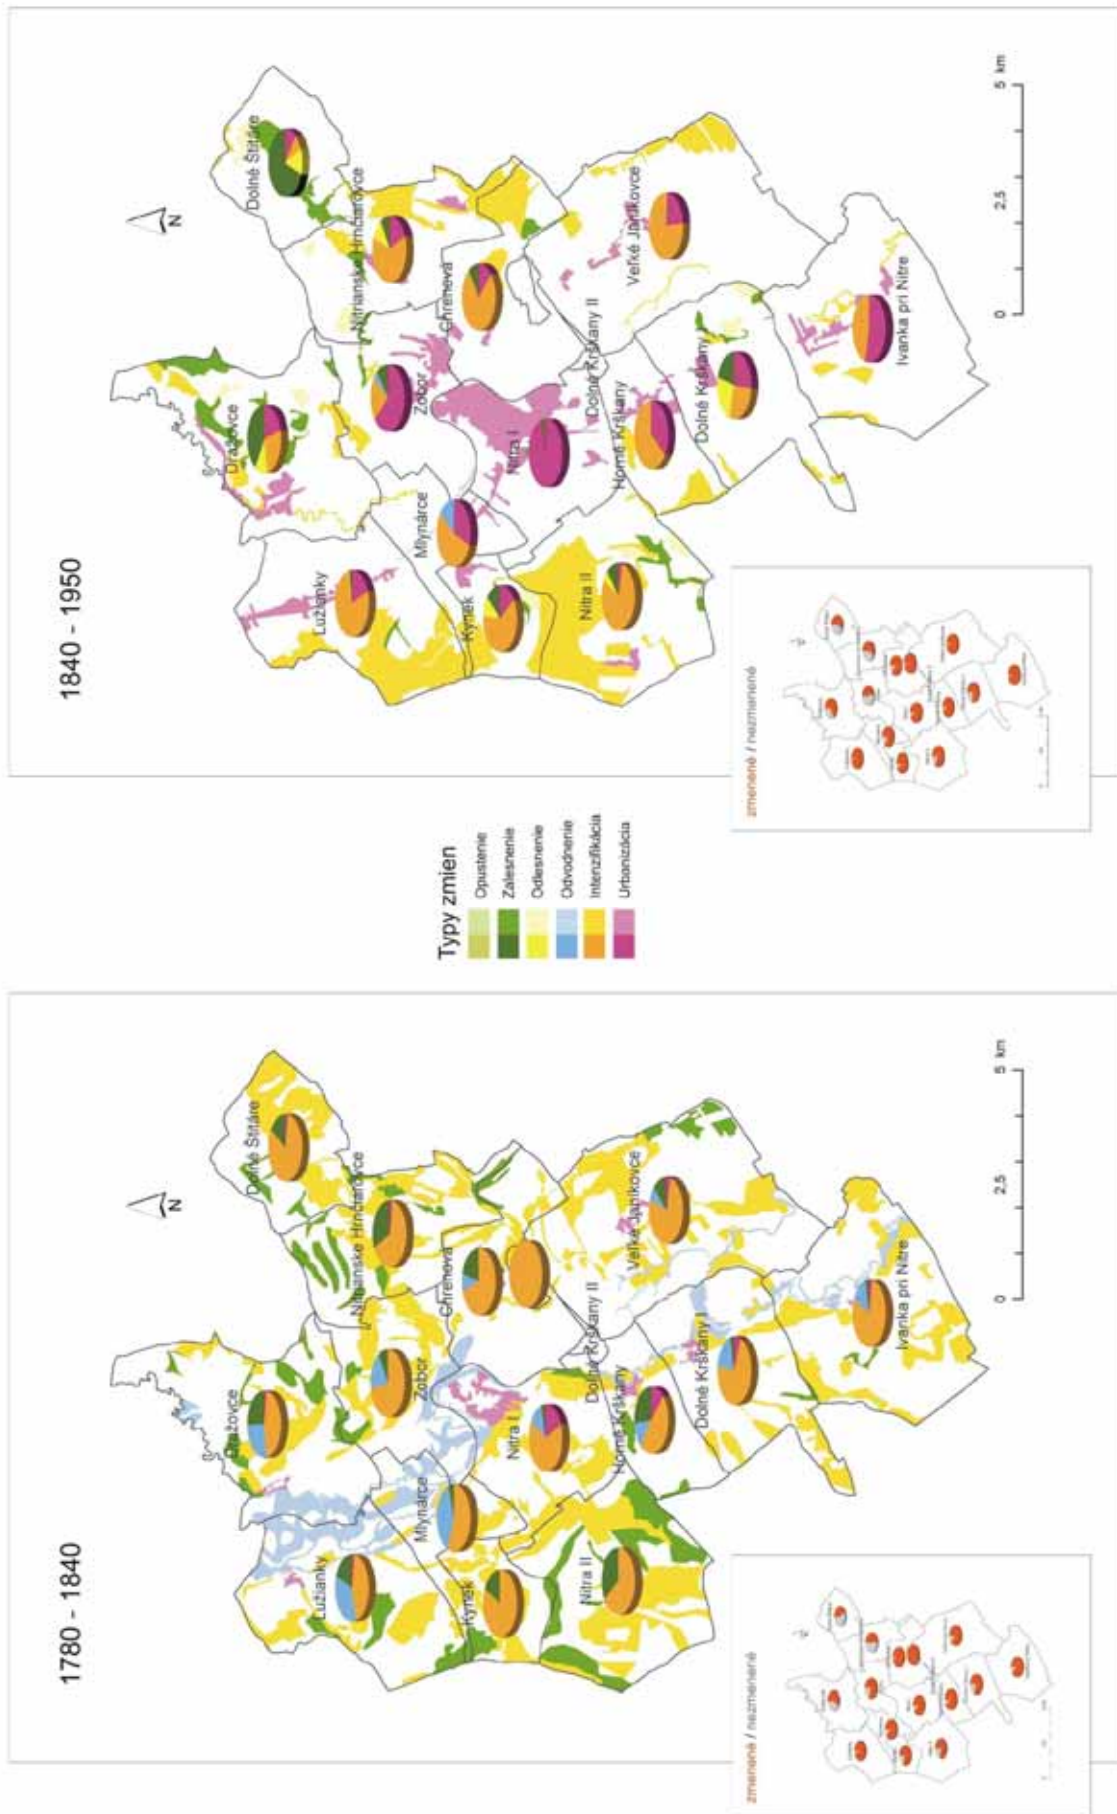 1780 - 1840
N
Dražovce
Dolné Štitáre
Lužianky
Nitrianske Hrnčiarovce
Zobor
Mlynárce
Chrenová
Kynek
Nitra I
Nitra II
Dolné Krškany II
Horné Krškany
Veľké Janíkovce
Dolné Krškany I
Ivanka pri Nitre
0 2,5 5 km
zmenené / nezmenené
Typy zmien
Opustenie
Zalesnenie
Odlesnenie
Odvodnenie
Intenzifikácia
Urbanizácia
1840 - 1950
N
Dražovce
Dolné Štitáre
Lužianky
Nitrianske Hrnčiarovce
Zobor
Mlynárce
Chrenová
Kynek
Nitra I
Nitra II
Dolné Krškany II
Horné Krškany
Veľké Janíkovce
Dolné Krškany I
Ivanka pri Nitre
0 2,5 5 km
zmenené / nezmenené